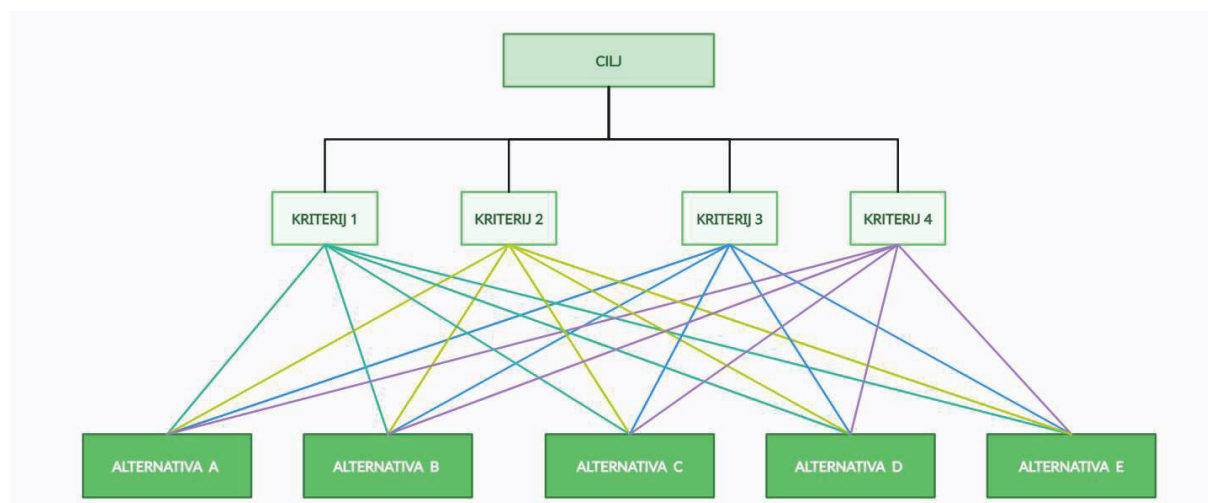 CILJ
KRITERIJ 1
KRITERIJ 2
KRITERIJ 3
KRITERIJ 4
ALTERNATIVA A
ALTERNATIVA B
ALTERNATIVA C
ALTERNATIVA D
ALTERNATIVA E